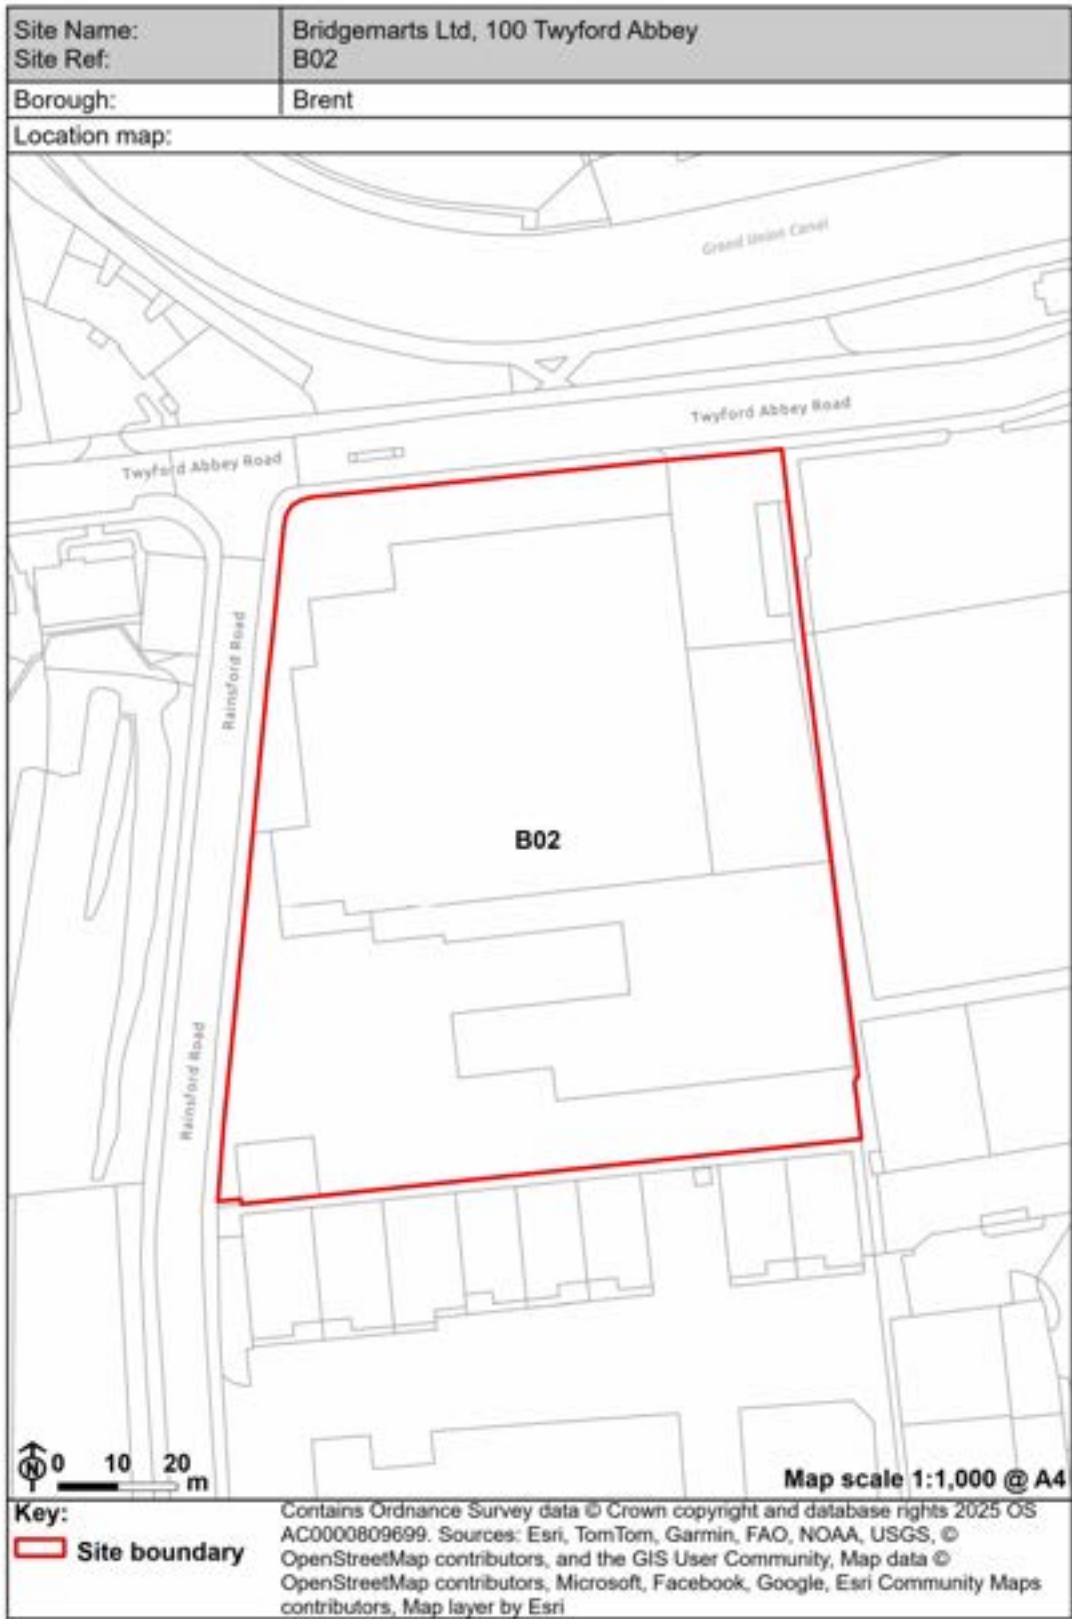 Site Name: Bridgemarts Ltd, 100 Twyford Abbey
Site Ref: B02
Borough: Brent
Location map:
Grand Union Canal
Twyford Abbey Road
Twyford Abbey Road
Rainsford Road
B02
Rainsford Road
N 0 10 20 m
Map scale 1:1,000 @ A4
Key:
Site boundary
Contains Ordnance Survey data © Crown copyright and database rights 2025 OS
AC0000809699. Sources: Esri, TomTom, Garmin, FAO, NOAA, USGS, ©
OpenStreetMap contributors, and the GIS User Community, Map data ©
OpenStreetMap contributors, Microsoft, Facebook, Google, Esri Community Maps
contributors, Map layer by Esri